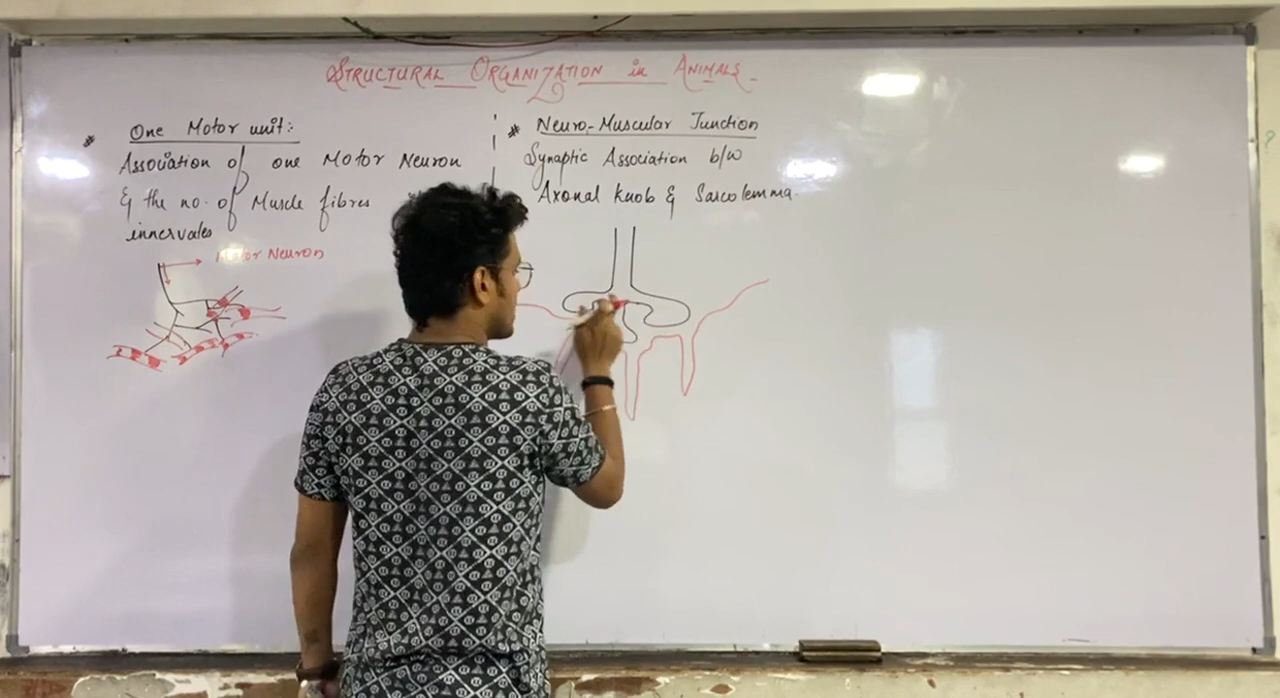 STRUCTURAL ORGANIZATION in ANIMALS
* One Motor unit:
Association of one Motor Neuron
& the no. of Muscle fibres
innervates
Motor Neuron
* Neuro-Muscular Junction
Synaptic Association b/w
Axonal knob & Sarcolemma.